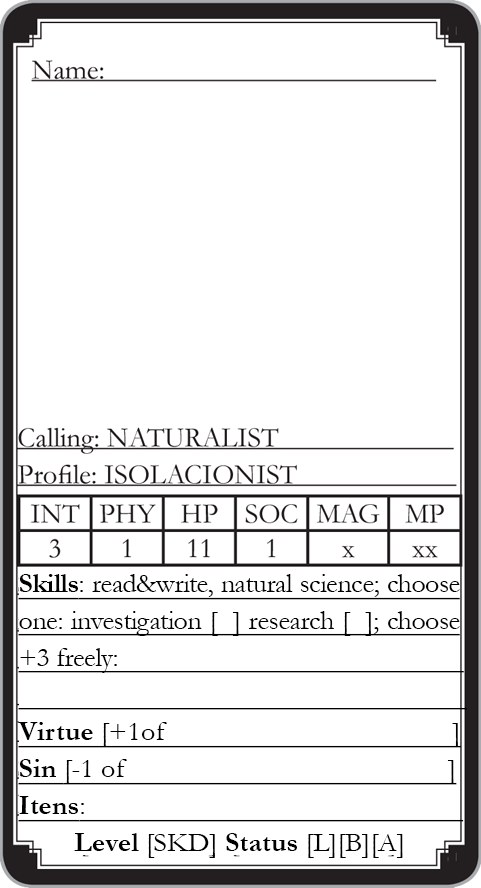 Name:
Calling: NATURALIST
Profile: ISOLACIONIST
INT PHY HP SOC MAG MP
3 1 11 1 x xx
Skills: read&write, natural science; choose
one: investigation [ ] research [ ]; choose
+3 freely:
Virtue [+1of ]
Sin [-1 of ]
Itens:
Level [SKD] Status [L][B][A]